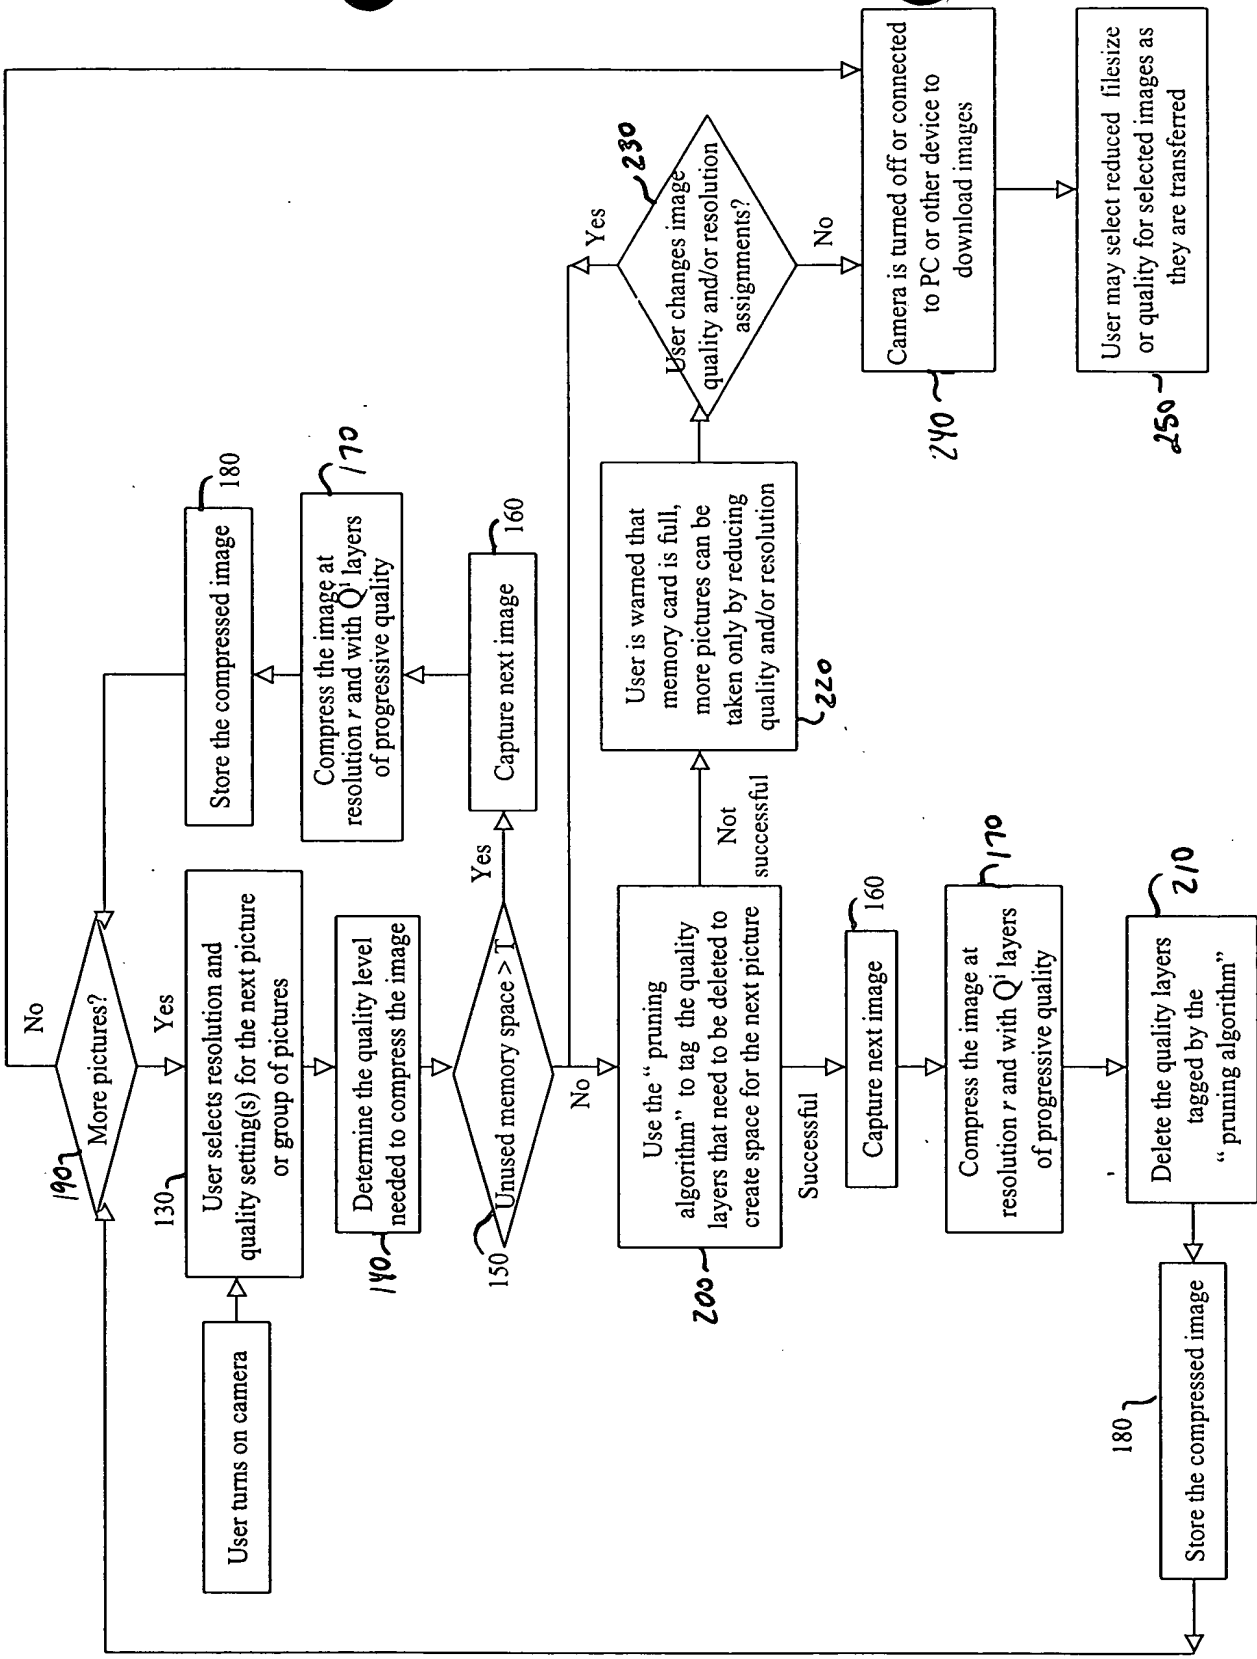 No
190
More pictures?
Yes
User turns on camera
130
User selects resolution and
quality setting(s) for the next picture
or group of pictures
140
Determine the quality level
needed to compress the image
150
Unused memory space > T
Yes
No
Capture next image
160
Compress the image at
resolution r and with Qi layers
of progressive quality
170
Store the compressed image
180
200
Use the “ pruning
algorithm” to tag the quality
layers that need to be deleted to
create space for the next picture
Not
successful
Successful
User is warned that
memory card is full,
more pictures can be
taken only by reducing
quality and/or resolution
220
User changes image
quality and/or resolution
assignments?
230
Yes
No
Camera is turned off or connected
to PC or other device to
download images
240
User may select reduced filesize
or quality for selected images as
they are transferred
250
Capture next image
160
Compress the image at
resolution r and with Qi layers
of progressive quality
170
Delete the quality layers
tagged by the
“ pruning algorithm”
210
180
Store the compressed image